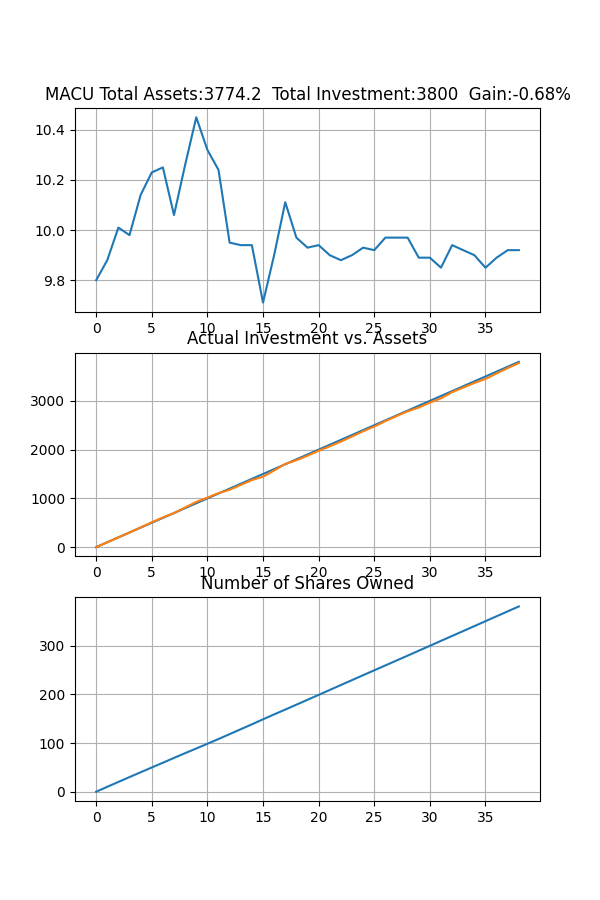 MACU Total Assets:3774.2  Total Investment:3800  Gain:-0.68%
10.4
10.2
10.0
9.8
0 5 10 15 20 25 30 35
Actual Investment vs. Assets
3000
2000
1000
0
0 5 10 15 20 25 30 35
Number of Shares Owned
300
200
100
0
0 5 10 15 20 25 30 35